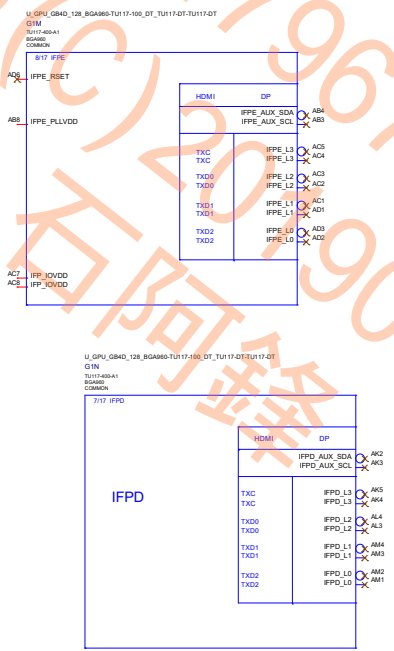 U_GPU_GB4D_128_BGA960-TU117-100_DT_TU117-DT-TU117-DT
G1M
TU117-400-A1
BGA960
COMMON
8/17 IFPE
AD6 IFPE_RSET
HDMI DP
IFPE_AUX_SDA AB4
IFPE_AUX_SCL AB3
AB8 IFPE_PLLVDD
TXC IFPE_L3 AC5
TXC IFPE_L3 AC4
TXD0 IFPE_L2 AC3
TXD0 IFPE_L2 AC2
TXD1 IFPE_L1 AC1
TXD1 IFPE_L1 AD1
TXD2 IFPE_L0 AD3
TXD2 IFPE_L0 AD2
AC7 IFP_IOVDD
AC8 IFP_IOVDD
U_GPU_GB4D_128_BGA960-TU117-100_DT_TU117-DT-TU117-DT
G1N
TU117-400-A1
BGA960
COMMON
7/17 IFPD
HDMI DP
IFPD_AUX_SDA AK2
IFPD_AUX_SCL AK3
IFPD
TXC IFPD_L3 AK5
TXC IFPD_L3 AK4
TXD0 IFPD_L2 AL4
TXD0 IFPD_L2 AL3
TXD1 IFPD_L1 AM4
TXD1 IFPD_L1 AM3
TXD2 IFPD_L0 AM2
TXD2 IFPD_L0 AM1
(C)20190
石阿鋒